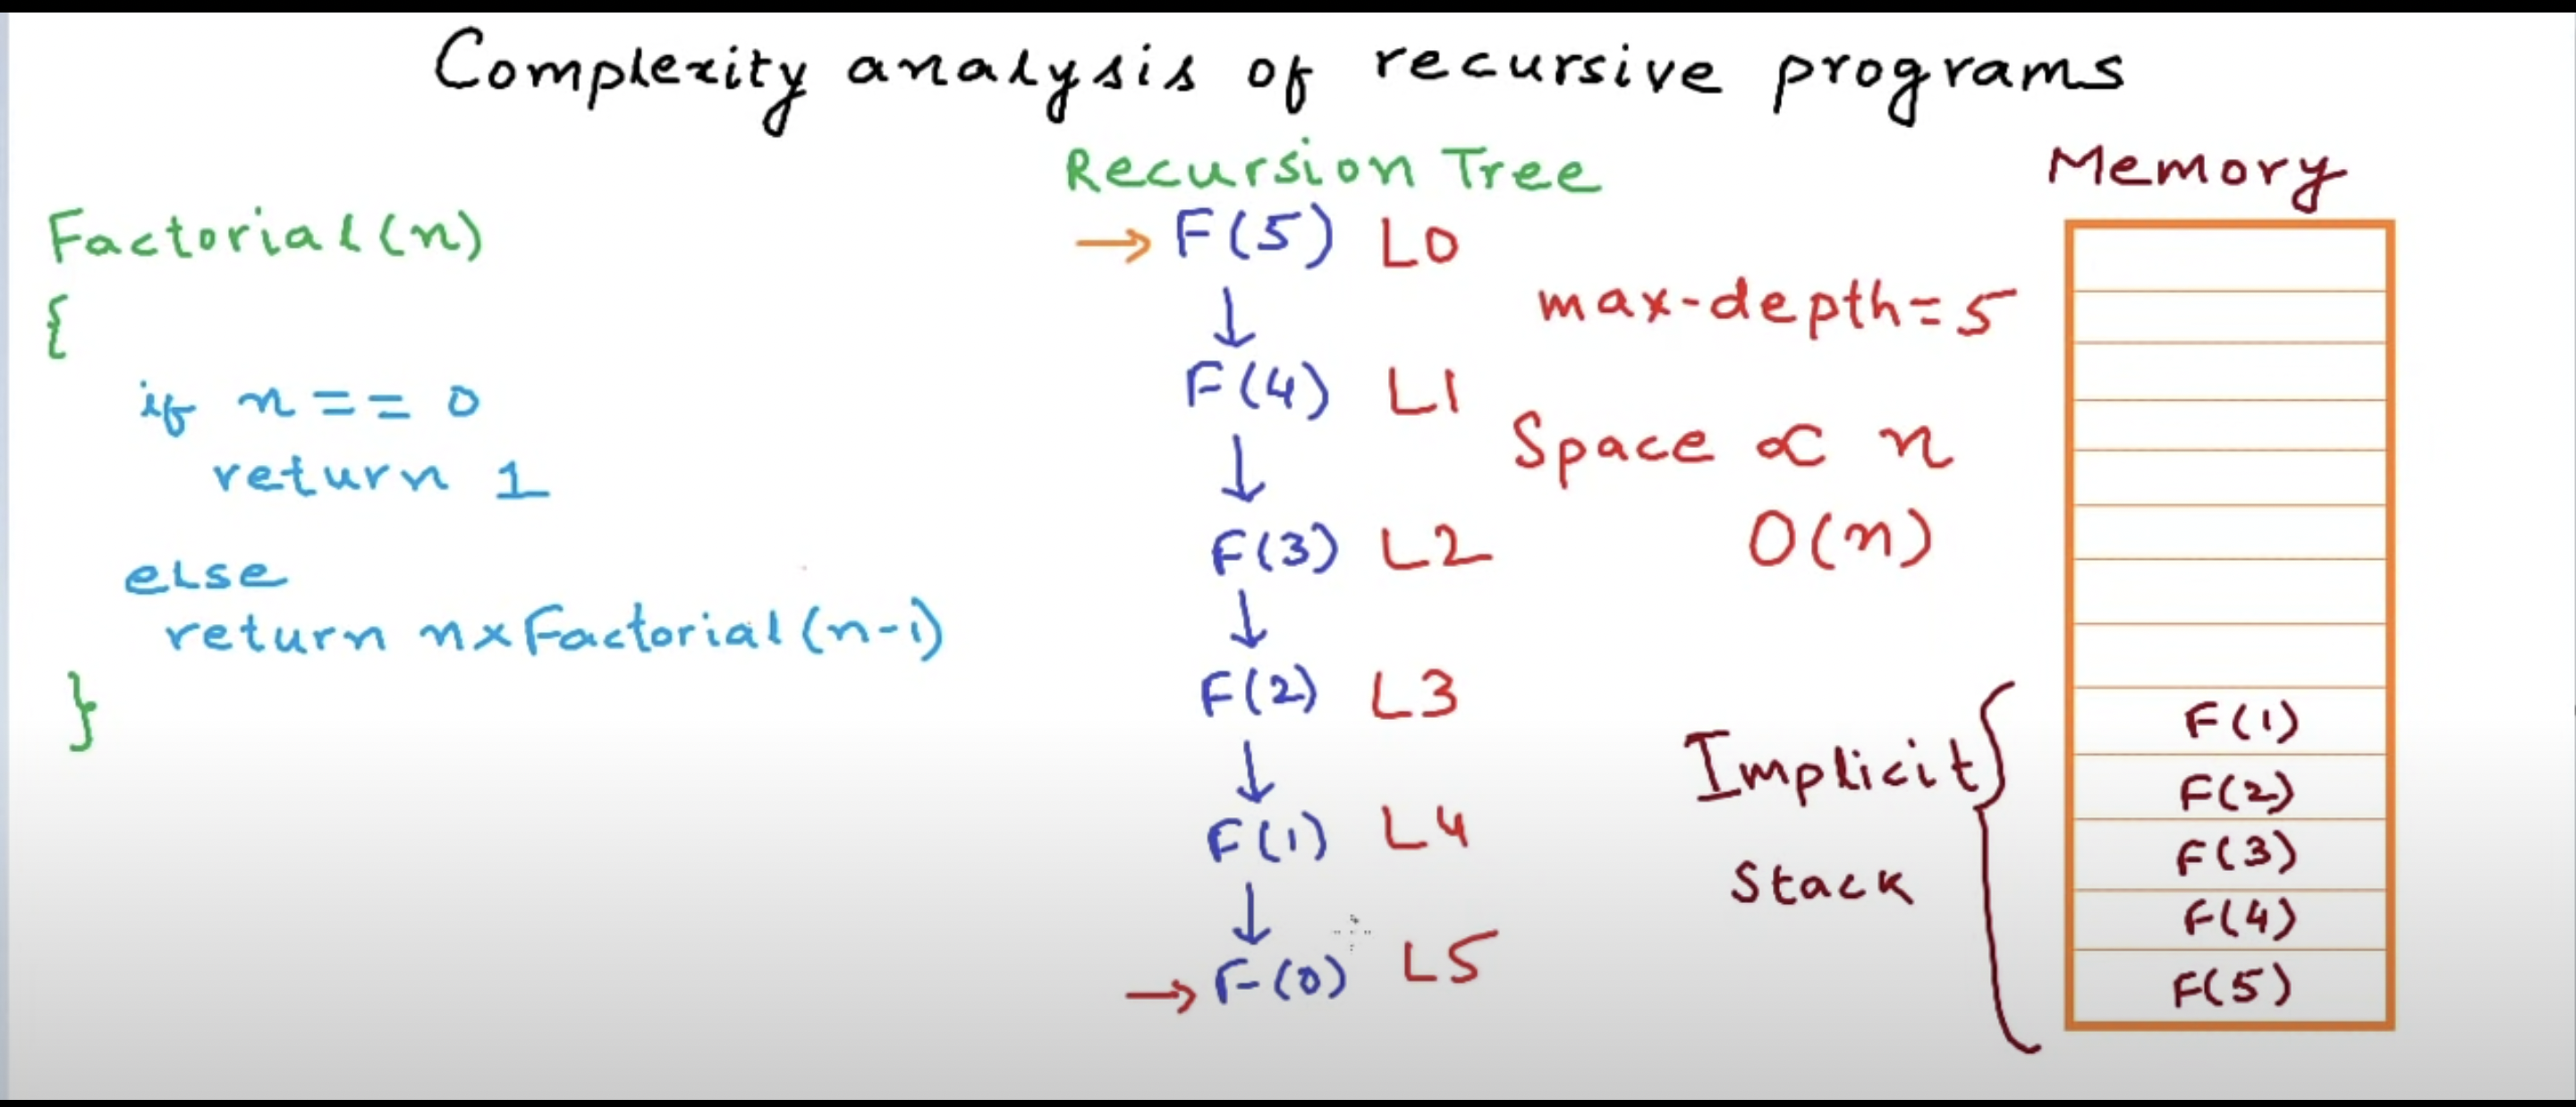 Complexity analysis of recursive programs
Factorial(n)
{
if n == 0
return 1
else
return n x Factorial(n-1)
}
Recursion Tree
→ F(5) L0
↓
F(4) L1
↓
F(3) L2
↓
F(2) L3
↓
F(1) L4
↓
→ F(0) L5
max-depth = 5
Space ∝ n
O(n)
Implicit
Stack
{
Memory
F(1)
F(2)
F(3)
F(4)
F(5)